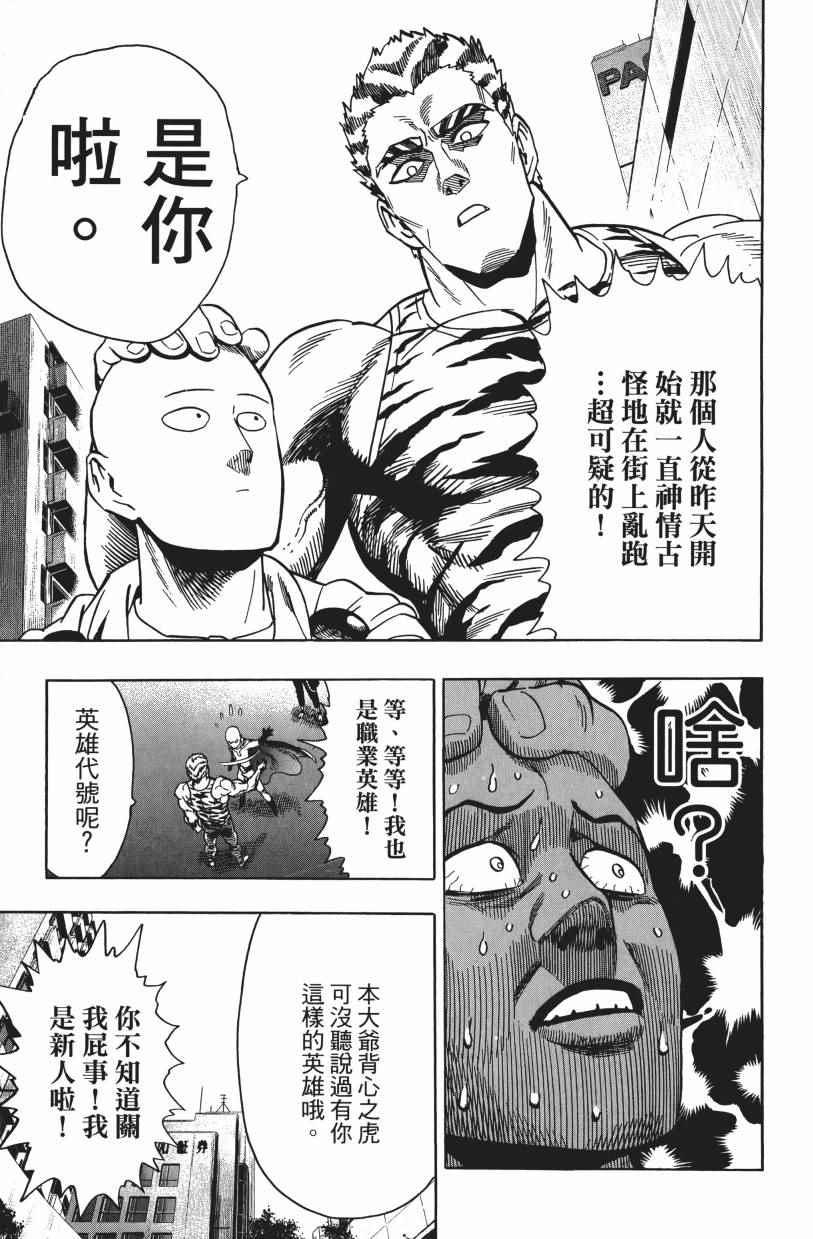 PA
那個人從昨天開
始就一直神情古
怪地在街上亂跑
…超可疑的！
是你
啦。
啥？
等、等等！我也
是職業英雄！
英雄代號呢？
本大爺背心之虎
可沒聽說過有你
這樣的英雄哦。
你不知道關
我屁事！我
是新人啦！